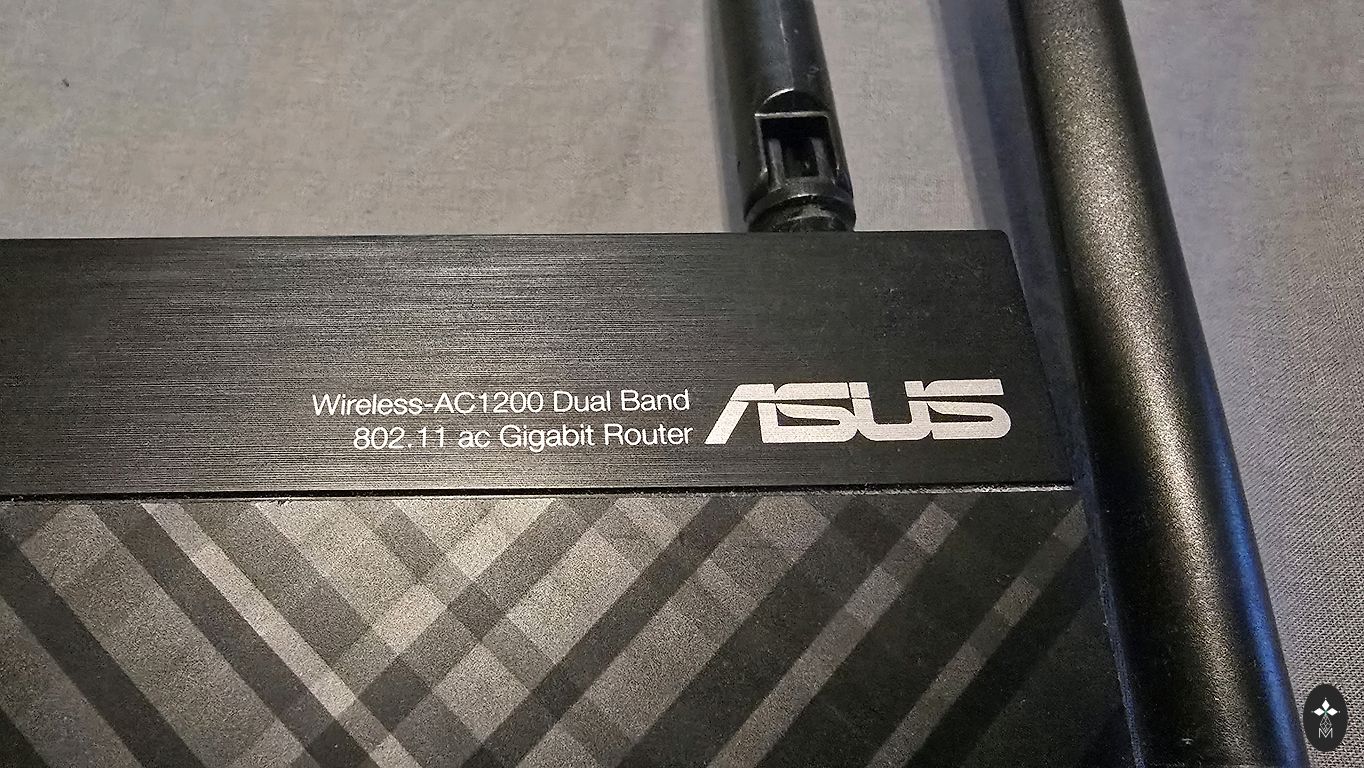 Wireless-AC1200 Dual Band
802.11 ac Gigabit Router
ASUS
M